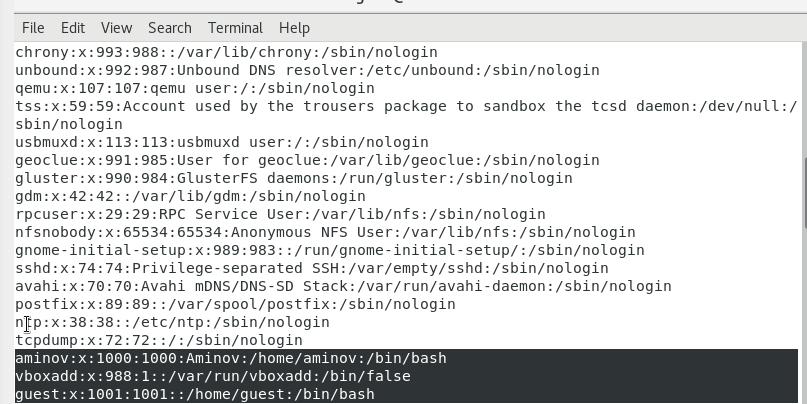 File Edit View Search Terminal Help
chrony:x:993:988::/var/lib/chrony:/sbin/nologin
unbound:x:992:987:Unbound DNS resolver:/etc/unbound:/sbin/nologin
qemu:x:107:107:qemu user:/:/sbin/nologin
tss:x:59:59:Account used by the trousers package to sandbox the tcsd daemon:/dev/null:/
sbin/nologin
usbmuxd:x:113:113:usbmuxd user:/:/sbin/nologin
geoclue:x:991:985:User for geoclue:/var/lib/geoclue:/sbin/nologin
gluster:x:990:984:GlusterFS daemons:/run/gluster:/sbin/nologin
gdm:x:42:42::/var/lib/gdm:/sbin/nologin
rpcuser:x:29:29:RPC Service User:/var/lib/nfs:/sbin/nologin
nfsnobody:x:65534:65534:Anonymous NFS User:/var/lib/nfs:/sbin/nologin
gnome-initial-setup:x:989:983::/run/gnome-initial-setup/:/sbin/nologin
sshd:x:74:74:Privilege-separated SSH:/var/empty/sshd:/sbin/nologin
avahi:x:70:70:Avahi mDNS/DNS-SD Stack:/var/run/avahi-daemon:/sbin/nologin
postfix:x:89:89::/var/spool/postfix:/sbin/nologin
ntp:x:38:38::/etc/ntp:/sbin/nologin
tcpdump:x:72:72::/:/sbin/nologin
aminov:x:1000:1000:Aminov:/home/aminov:/bin/bash
vboxadd:x:988:1::/var/run/vboxadd:/bin/false
guest:x:1001:1001::/home/guest:/bin/bash